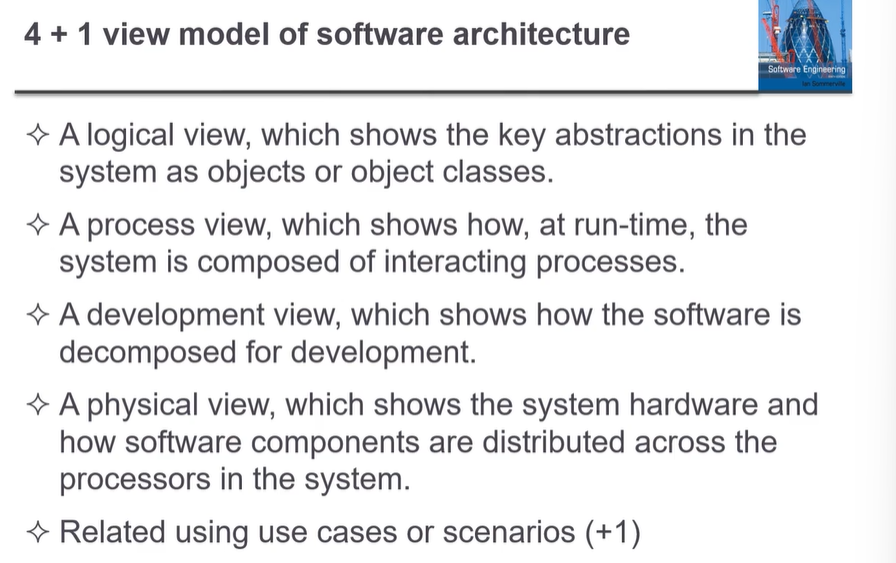 4 + 1 view model of software architecture
Software Engineering
Ian Sommerville
✧ A logical view, which shows the key abstractions in the
system as objects or object classes.
✧ A process view, which shows how, at run-time, the
system is composed of interacting processes.
✧ A development view, which shows how the software is
decomposed for development.
✧ A physical view, which shows the system hardware and
how software components are distributed across the
processors in the system.
✧ Related using use cases or scenarios (+1)